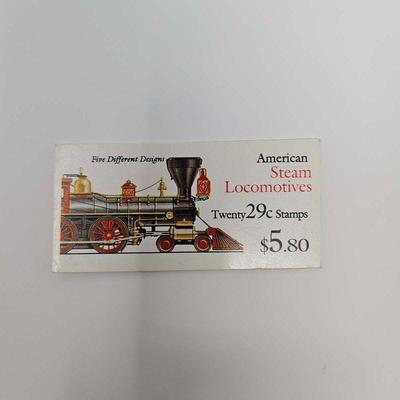 Five Different Designs
American
Steam
Locomotives
Twenty 29c Stamps
$5.80